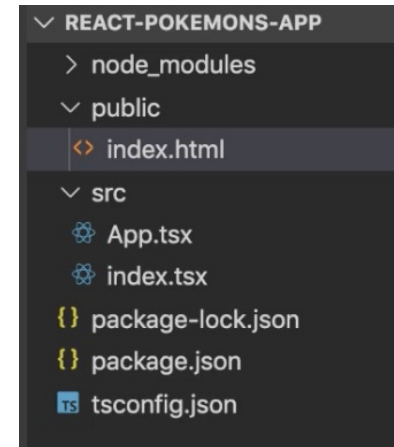 REACT-POKEMONS-APP
node_modules
public
<> index.html
src
App.tsx
index.tsx
{} package-lock.json
{} package.json
TS tsconfig.json